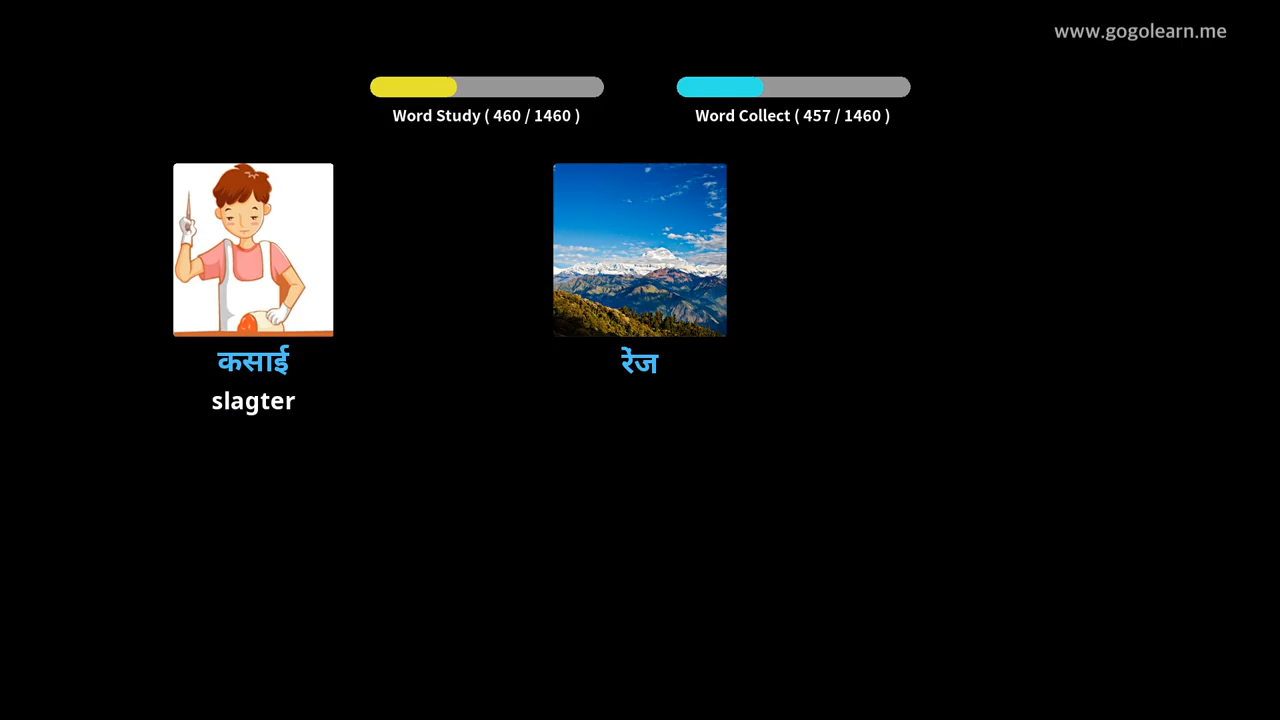 www.gogolearn.me
Word Study ( 460 / 1460 )
Word Collect ( 457 / 1460 )
कसाई
रेंज
slagter